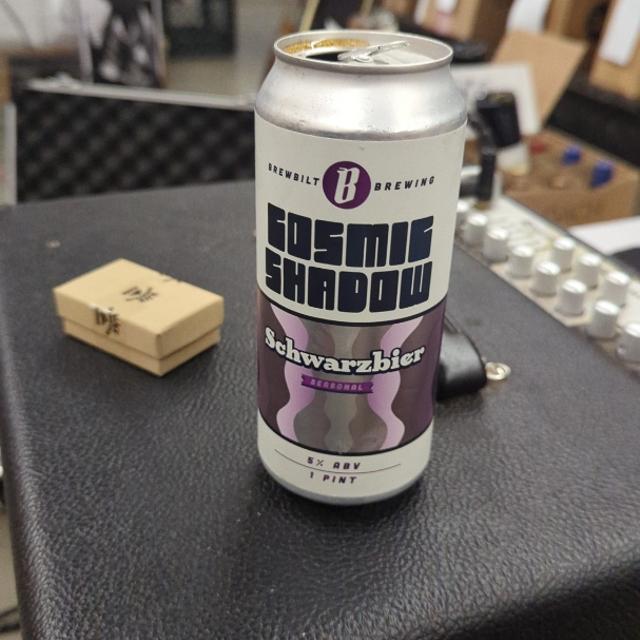 BREWBILT B BREWING
COSMIC
SHADOW
Schwarzbier
SEASONAL
5% ABV
1 PINT